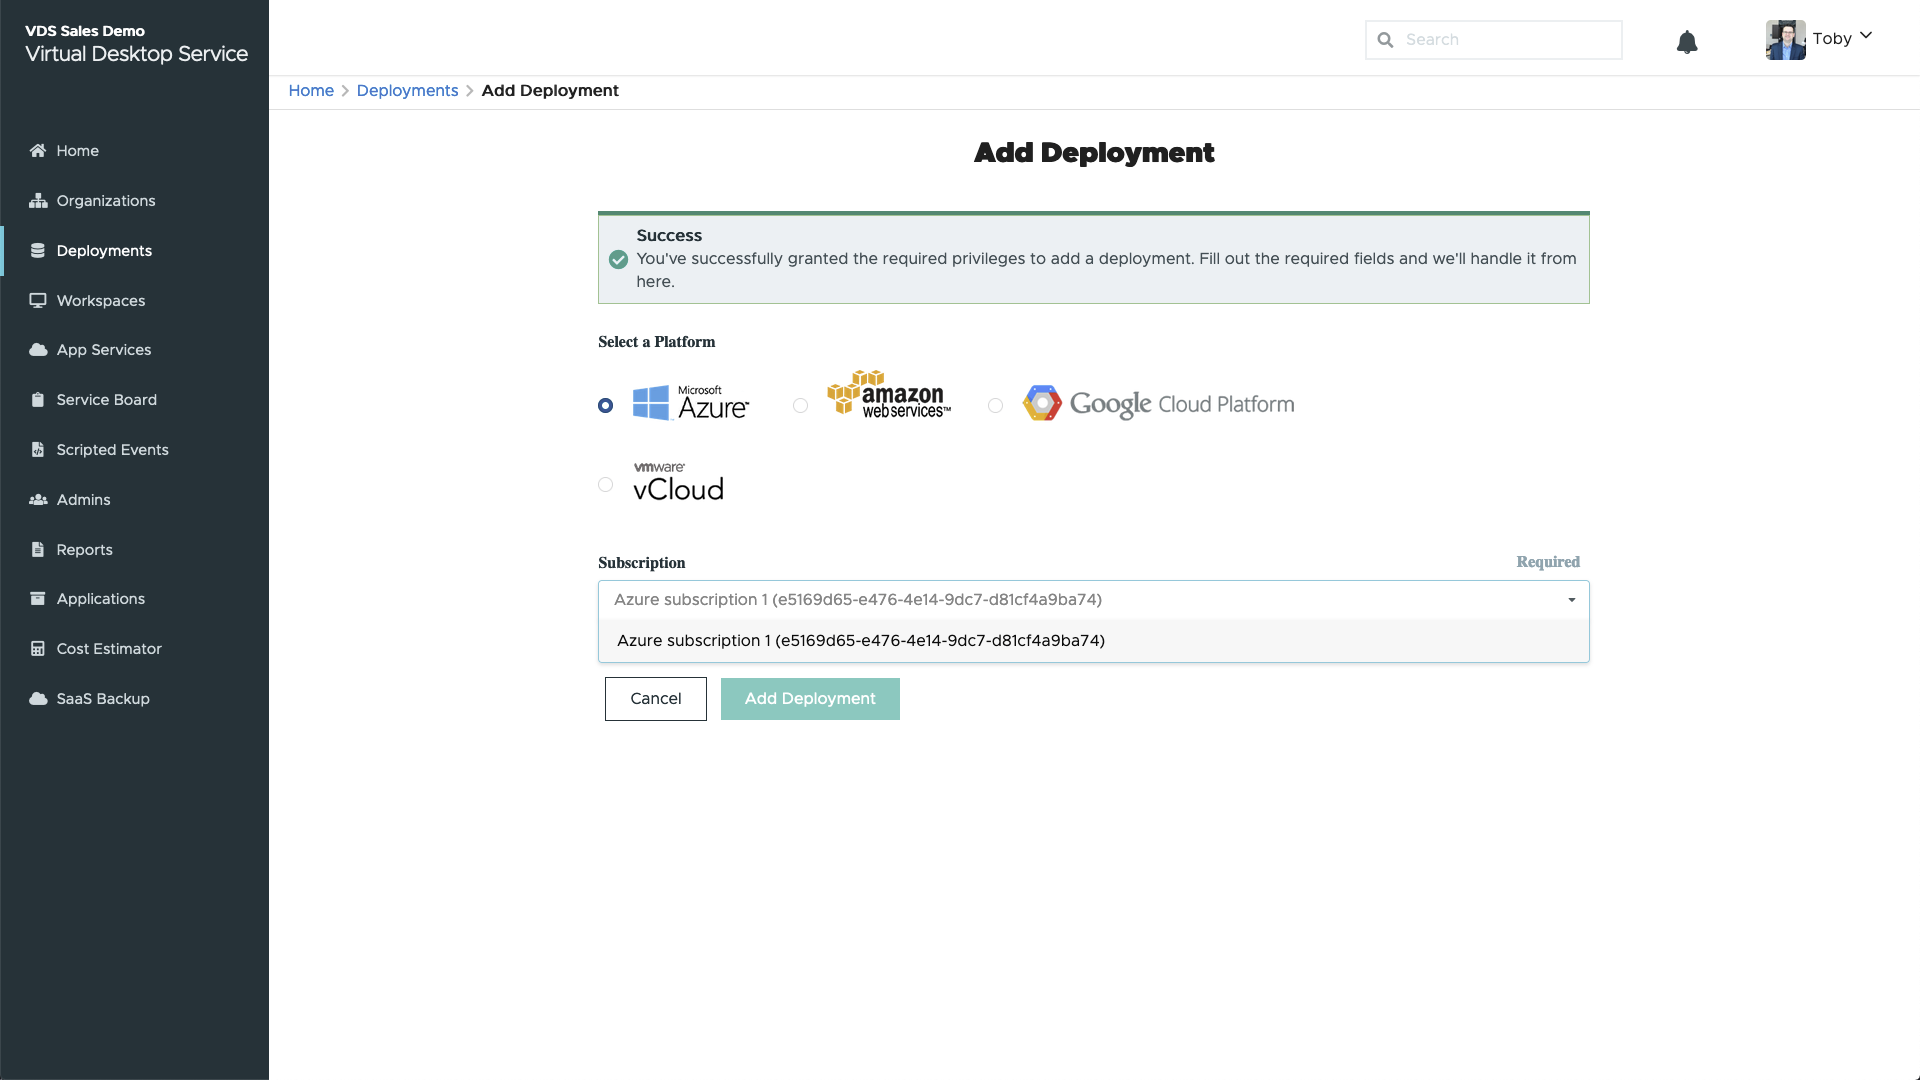 VDS Sales Demo
Virtual Desktop Service
Search
Toby
Home
Deployments
Add Deployment
Home
Organizations
Deployments
Workspaces
App Services
Service Board
Scripted Events
Admins
Reports
Applications
Cost Estimator
SaaS Backup
Add Deployment
Success
You've successfully granted the required privileges to add a deployment. Fill out the required fields and we'll handle it from
here.
Select a Platform
Microsoft
Azure™
amazon
webservices™
Google Cloud Platform
vmware®
vCloud
Subscription
Required
Azure subscription 1 (e5169d65-e476-4e14-9dc7-d81cf4a9ba74)
Azure subscription 1 (e5169d65-e476-4e14-9dc7-d81cf4a9ba74)
Cancel
Add Deployment